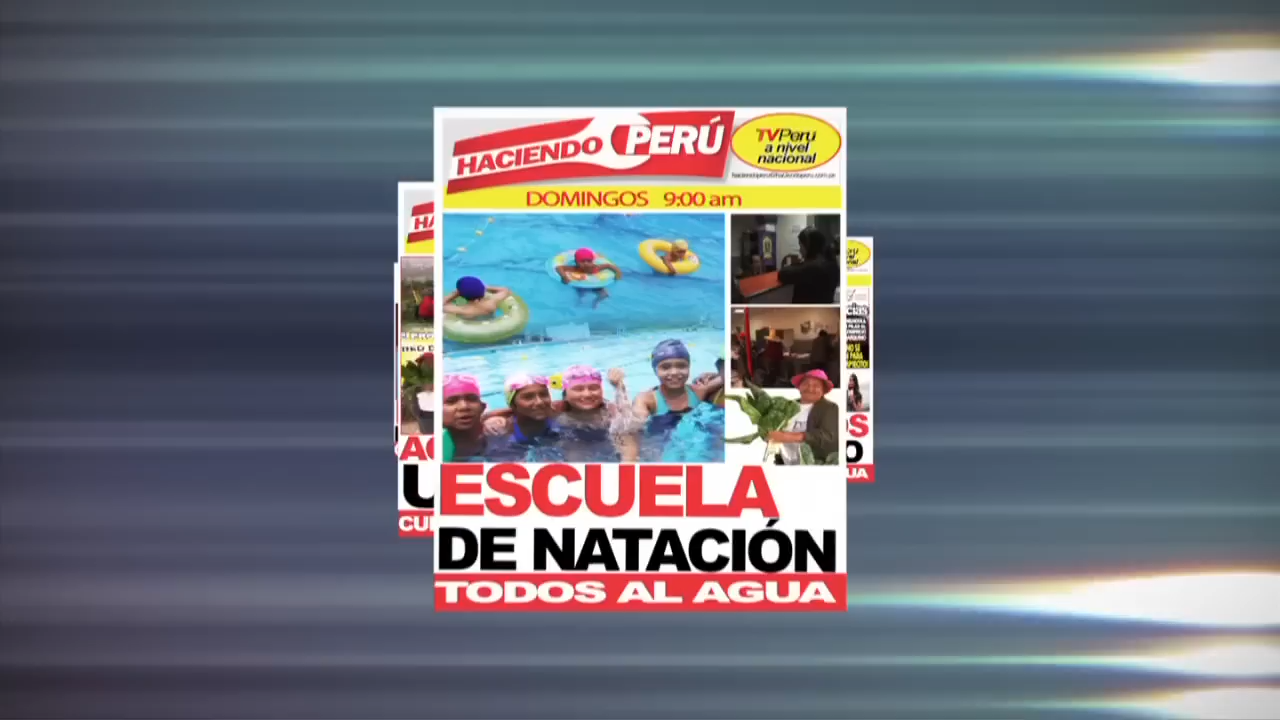 HACIENDO PERÚ
TVPerú
a nivel
nacional
DOMINGOS 9:00 am
ESCUELA
DE NATACIÓN
TODOS AL AGUA